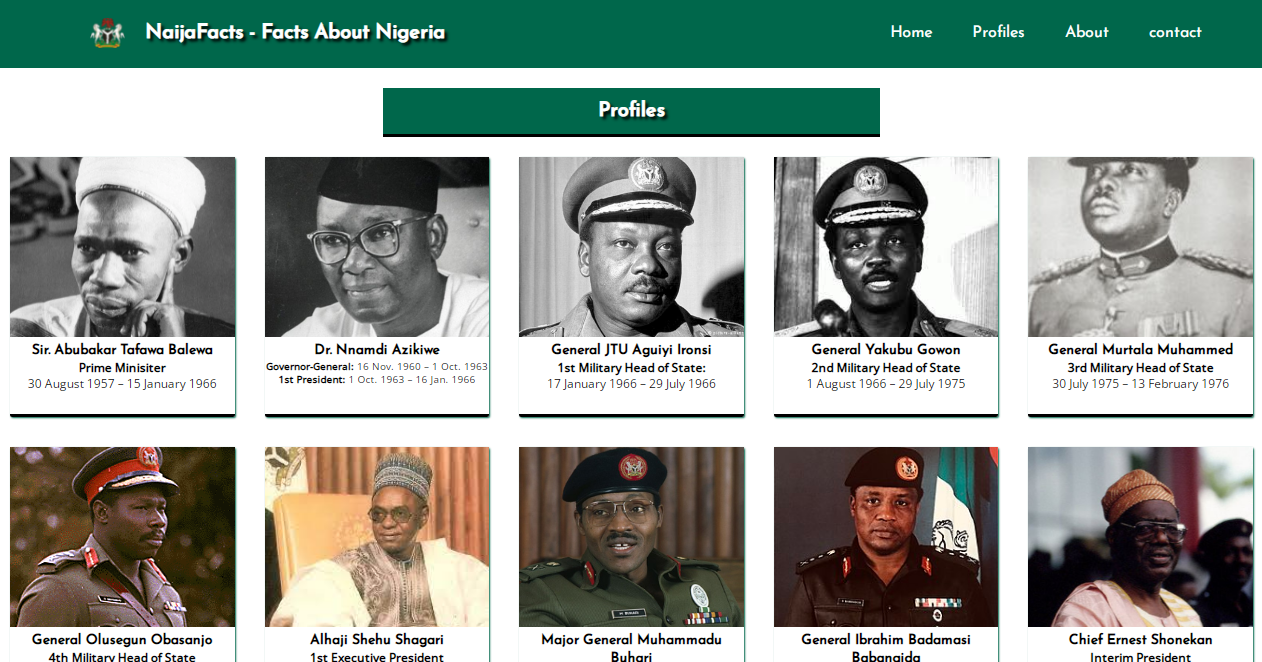 NaijaFacts - Facts About Nigeria
Home
Profiles
About
contact
Profiles
Sir. Abubakar Tafawa Balewa
Prime Minisiter
30 August 1957 – 15 January 1966
Dr. Nnamdi Azikiwe
Governor-General: 16 Nov. 1960 – 1 Oct. 1963
1st President: 1 Oct. 1963 – 16 Jan. 1966
General JTU Aguiyi Ironsi
1st Military Head of State:
17 January 1966 – 29 July 1966
General Yakubu Gowon
2nd Military Head of State
1 August 1966 – 29 July 1975
General Murtala Muhammed
3rd Military Head of State
30 July 1975 – 13 February 1976
General Olusegun Obasanjo
4th Military Head of State
Alhaji Shehu Shagari
1st Executive President
Major General Muhammadu
Buhari
General Ibrahim Badamasi
Babangida
Chief Ernest Shonekan
Interim President